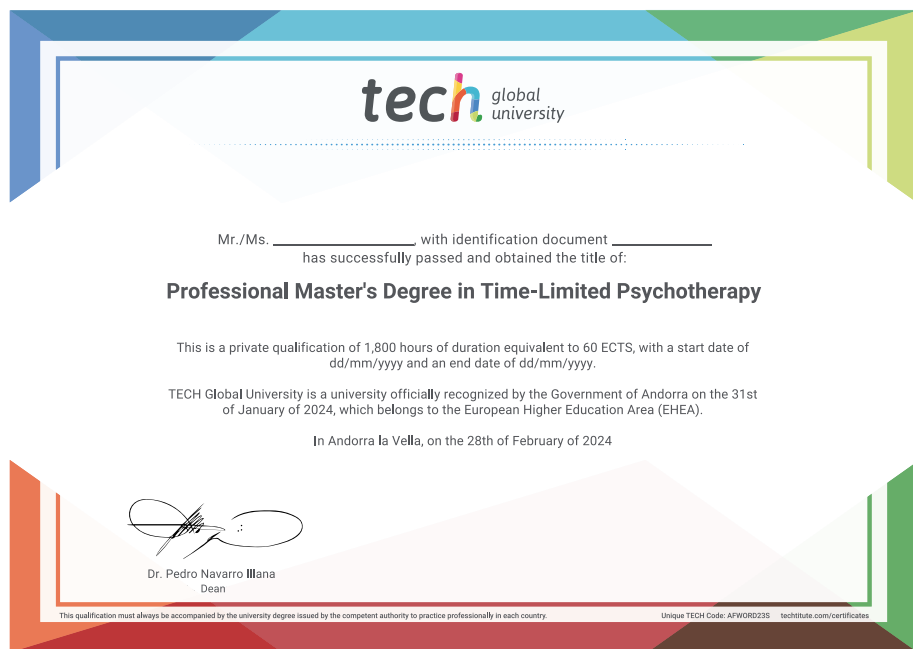 tech global university
Mr./Ms. ____________, with identification document ____________
has successfully passed and obtained the title of:
Professional Master's Degree in Time-Limited Psychotherapy
This is a private qualification of 1,800 hours of duration equivalent to 60 ECTS, with a start date of
dd/mm/yyyy and an end date of dd/mm/yyyy.
TECH Global University is a university officially recognized by the Government of Andorra on the 31st
of January of 2024, which belongs to the European Higher Education Area (EHEA).
In Andorra la Vella, on the 28th of February of 2024
Dr. Pedro Navarro Illana
Dean
This qualification must always be accompanied by the university degree issued by the competent authority to practice professionally in each country.
Unique TECH Code: AFWORD23S techtitute.com/certificates